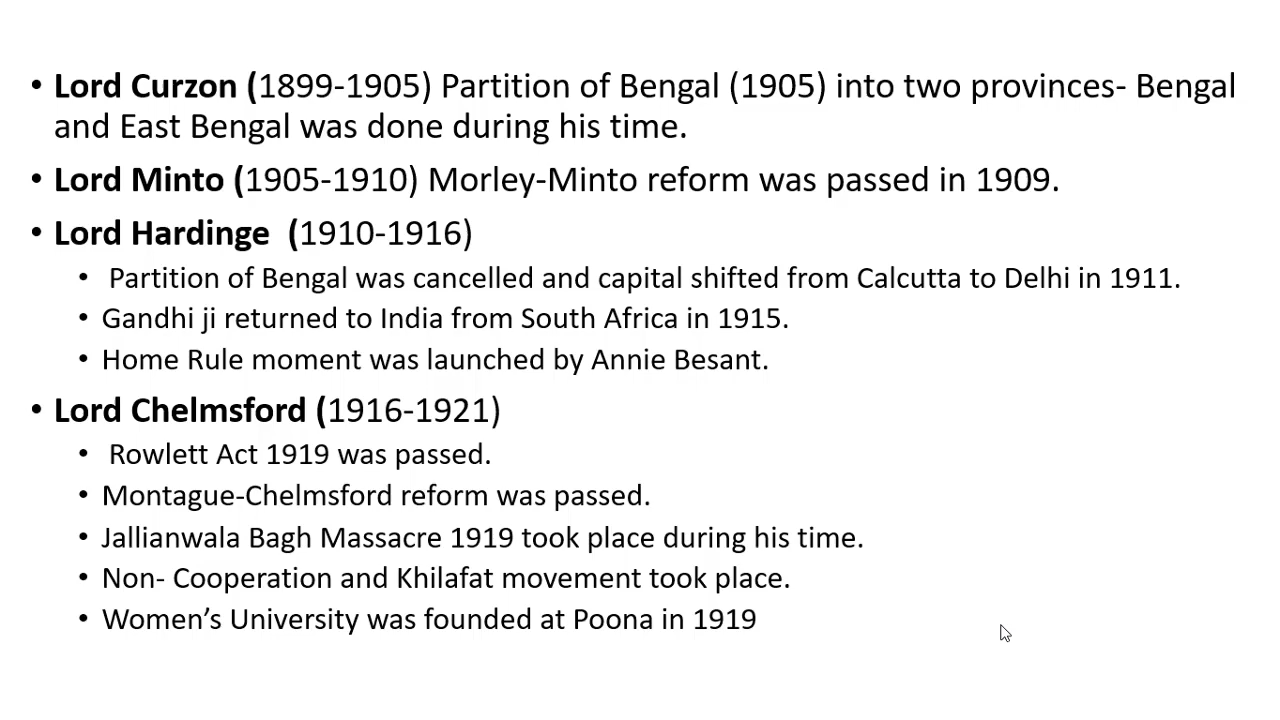 • Lord Curzon (1899-1905) Partition of Bengal (1905) into two provinces- Bengal
and East Bengal was done during his time.
• Lord Minto (1905-1910) Morley-Minto reform was passed in 1909.
• Lord Hardinge (1910-1916)
• Partition of Bengal was cancelled and capital shifted from Calcutta to Delhi in 1911.
• Gandhi ji returned to India from South Africa in 1915.
• Home Rule moment was launched by Annie Besant.
• Lord Chelmsford (1916-1921)
• Rowlett Act 1919 was passed.
• Montague-Chelmsford reform was passed.
• Jallianwala Bagh Massacre 1919 took place during his time.
• Non- Cooperation and Khilafat movement took place.
• Women’s University was founded at Poona in 1919